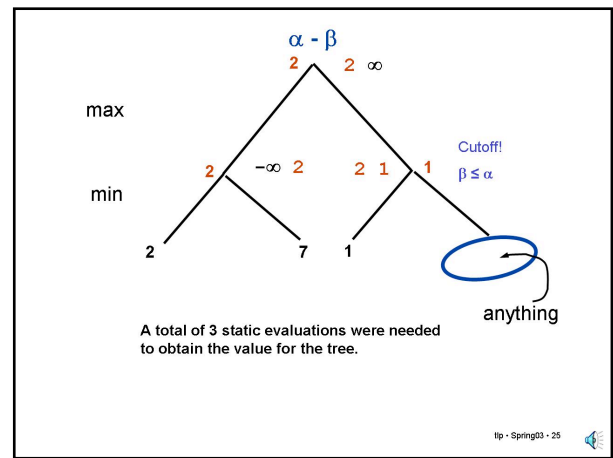 α - β
2 2 ∞
max
Cutoff!
2 -∞ 2 2 1 1 β ≤ α
min
2 7 1
anything
A total of 3 static evaluations were needed
to obtain the value for the tree.
tlp • Spring03 • 25